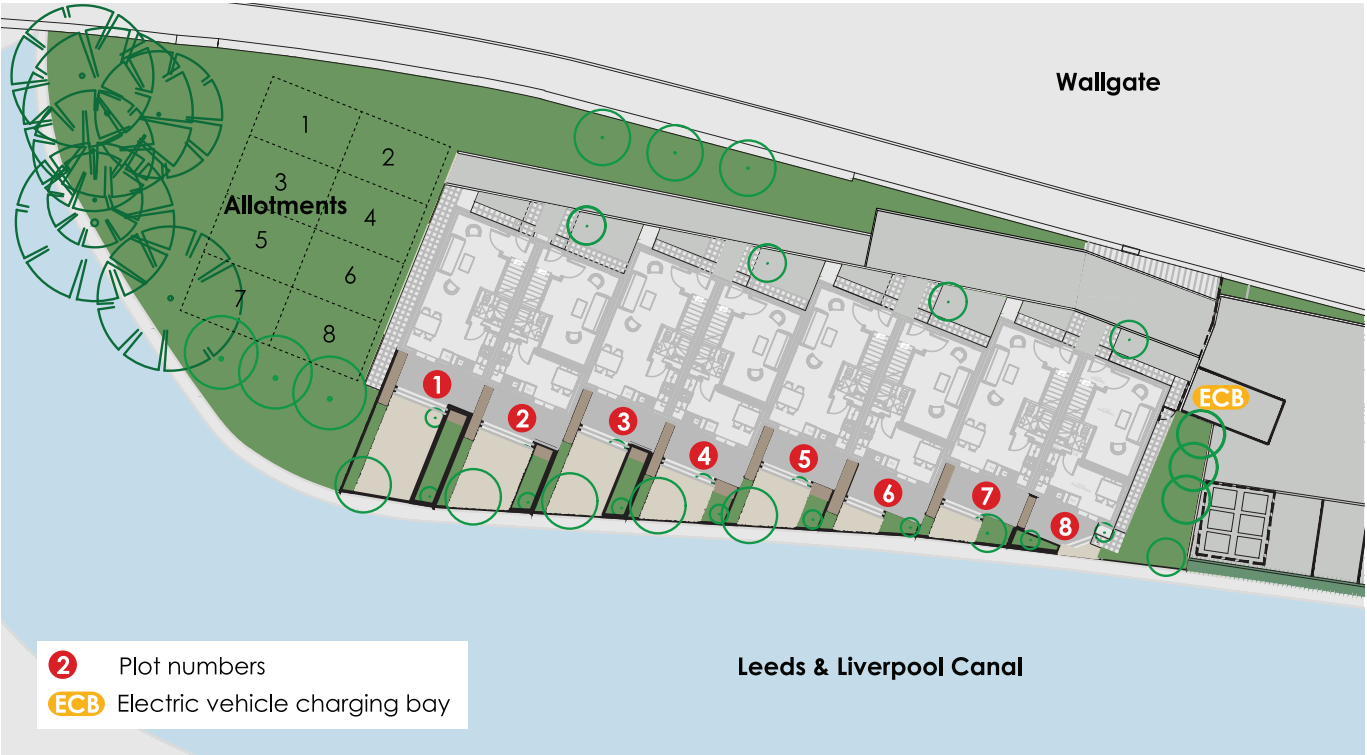 Wallgate
1
2
3
Allotments
4
5
6
7
8
1
2
3
4
5
6
7
8
ECB
Leeds & Liverpool Canal
2 Plot numbers
ECB Electric vehicle charging bay